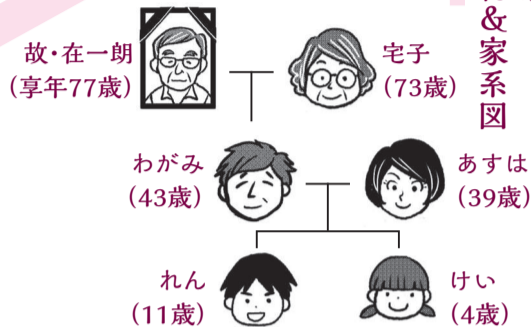 &家系図
故・在一朗
（享年77歳）
宅子
（73歳）
わがみ
（43歳）
あすは
（39歳）
れん
（11歳）
けい
（4歳）